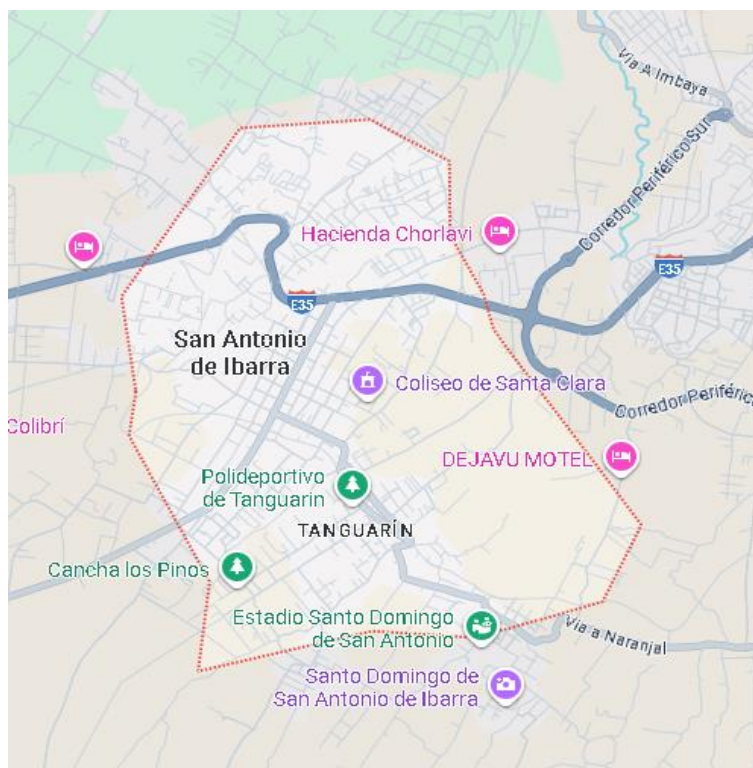 Vía A Imbaya
Corredor Periférico Sur
Hacienda Chorlavi
E35
E35
San Antonio
de Ibarra
Coliseo de Santa Clara
Corredor Periféric
Colibrí
DEJAVU MOTEL
Polideportivo
de Tanguarin
TANGUARÍN
Cancha los Pinos
Estadio Santo Domingo
de San Antonio
Vía a Naranjal
Santo Domingo de
San Antonio de Ibarra